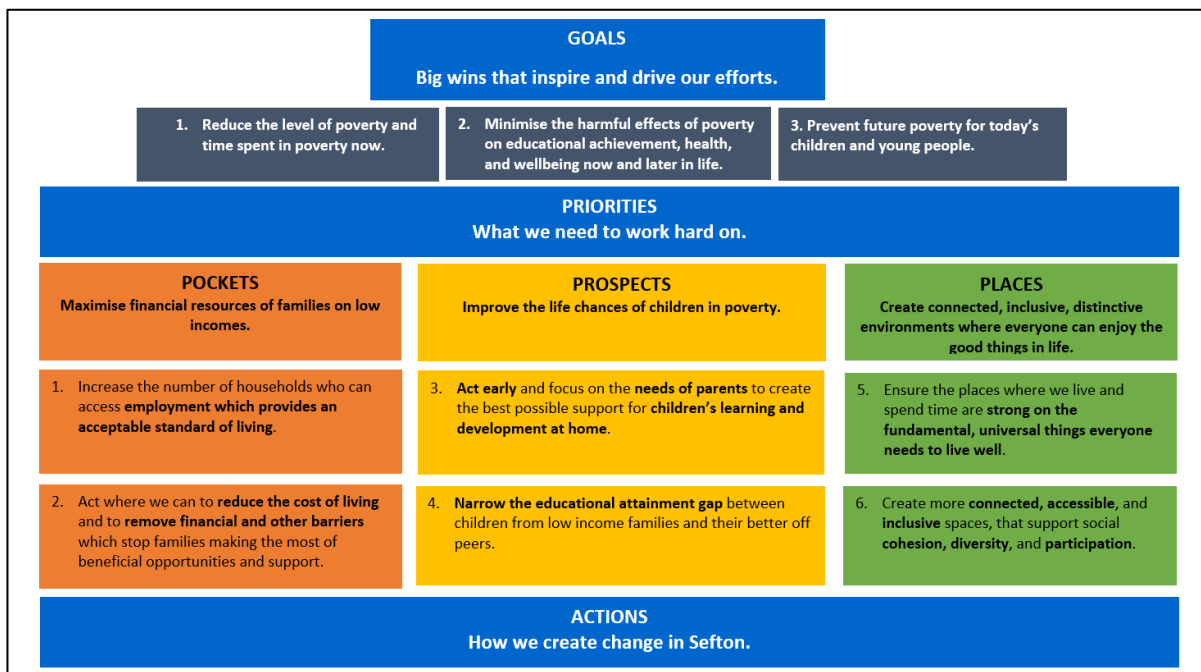 GOALS
Big wins that inspire and drive our efforts.
1. Reduce the level of poverty and
time spent in poverty now.
2. Minimise the harmful effects of poverty
on educational achievement, health,
and wellbeing now and later in life.
3. Prevent future poverty for today's
children and young people.
PRIORITIES
What we need to work hard on.
POCKETS
Maximise financial resources of families on low
incomes.
1. Increase the number of households who can
access employment which provides an
acceptable standard of living.
2. Act where we can to reduce the cost of living
and to remove financial and other barriers
which stop families making the most of
beneficial opportunities and support.
PROSPECTS
Improve the life chances of children in poverty.
3. Act early and focus on the needs of parents to create
the best possible support for children's learning and
development at home.
4. Narrow the educational attainment gap between
children from low income families and their better off
peers.
PLACES
Create connected, inclusive, distinctive
environments where everyone can enjoy the
good things in life.
5. Ensure the places where we live and
spend time are strong on the
fundamental, universal things everyone
needs to live well.
6. Create more connected, accessible, and
inclusive spaces, that support social
cohesion, diversity, and participation.
ACTIONS
How we create change in Sefton.